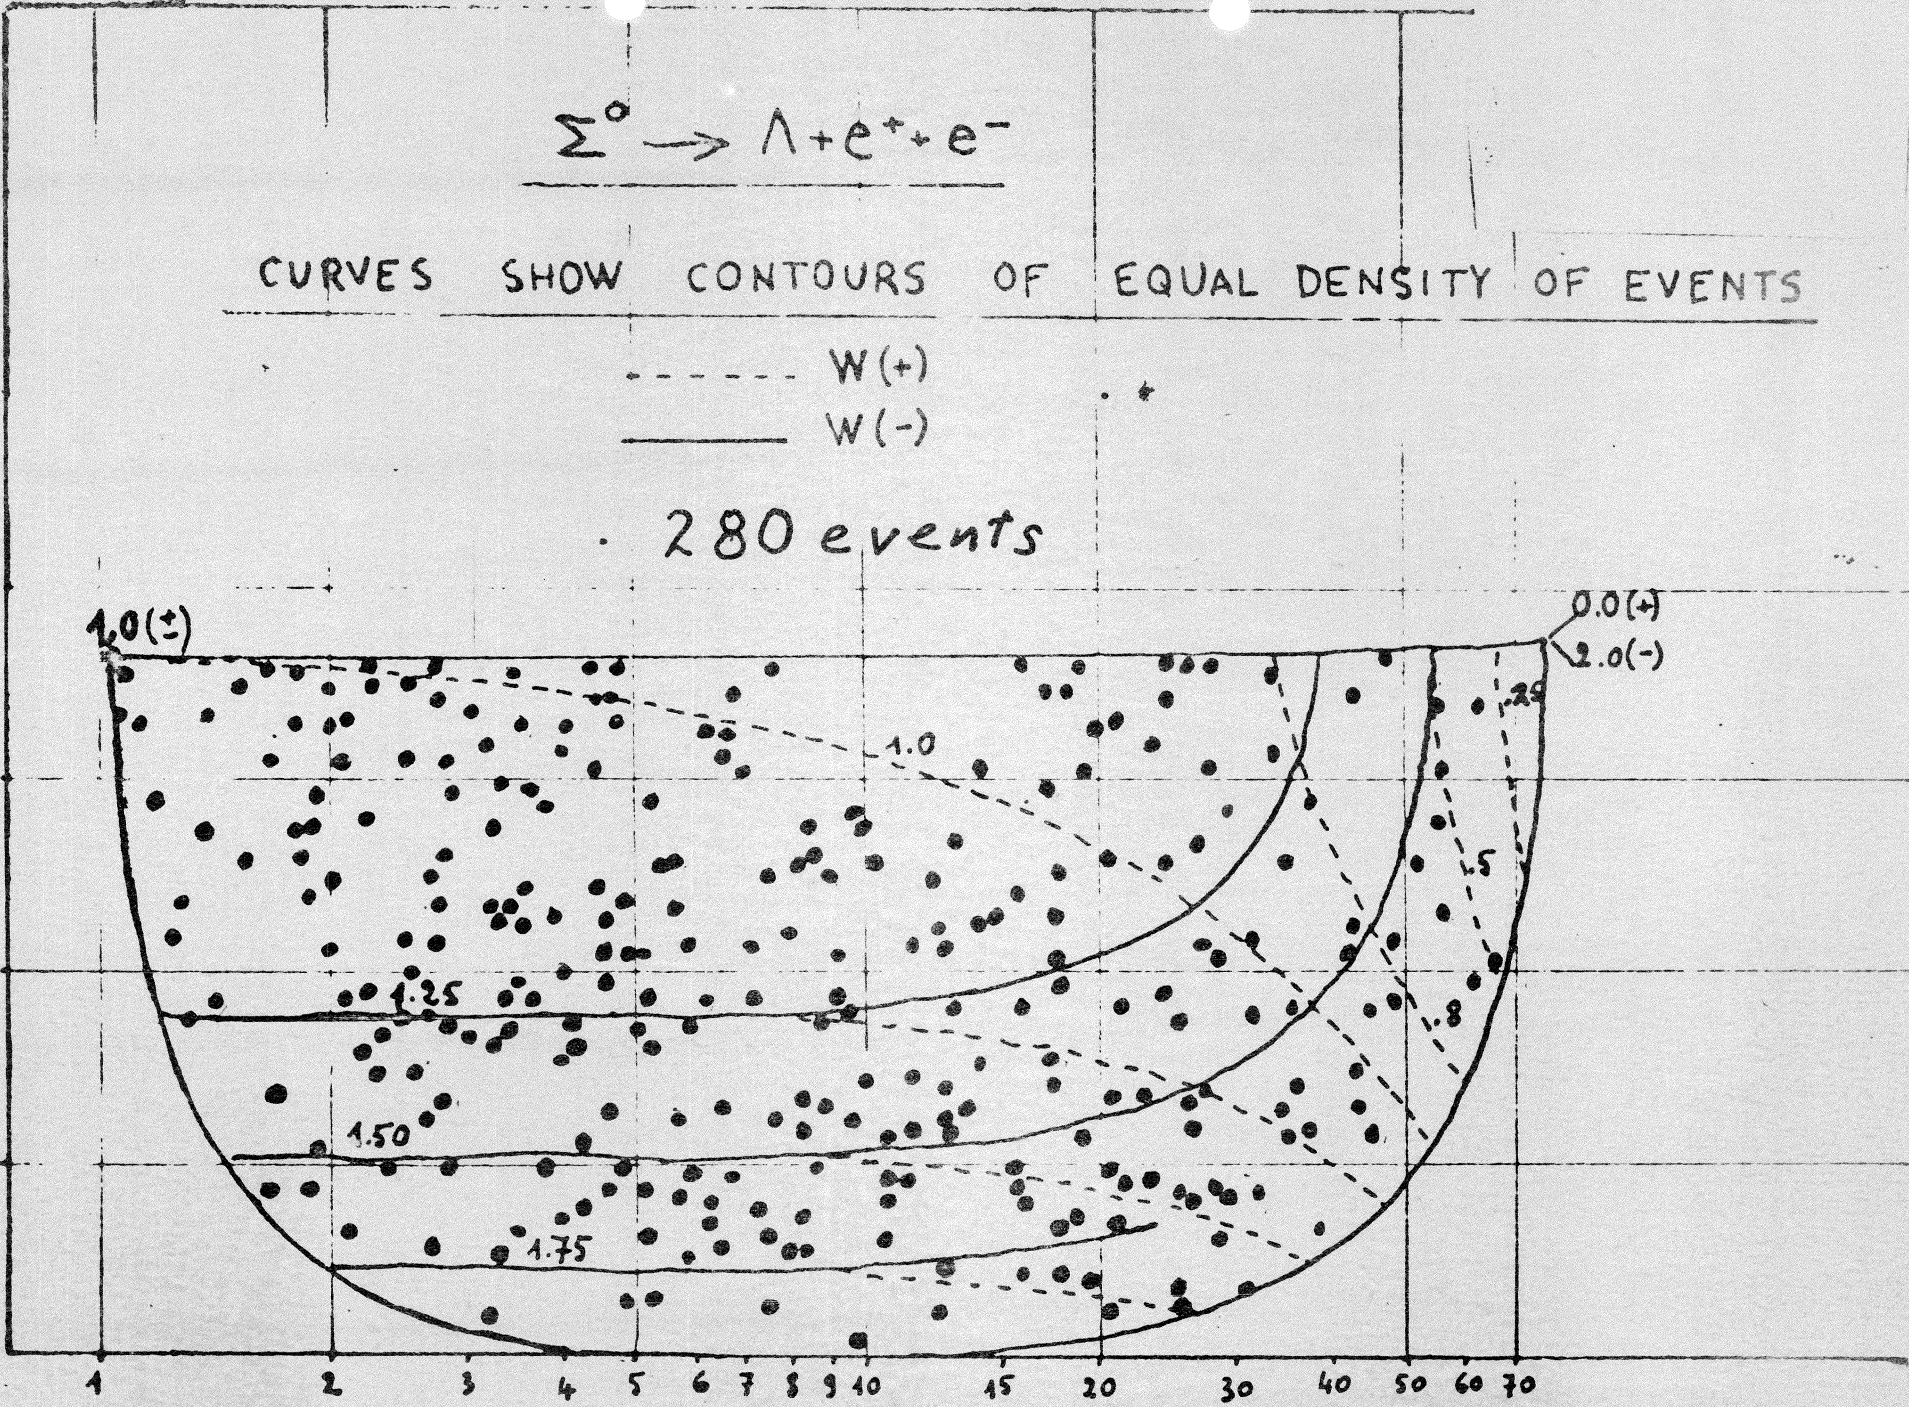 Σ⁰ → Λ + e⁺ + e⁻
CURVES SHOW CONTOURS OF EQUAL DENSITY OF EVENTS
W(+)
W(-)
280 events
1.0(±)
0.0(+)
2.0(-)
.25
1.0
.5
1.25
.8
1.50
1.75
1 2 3 4 5 6 7 8 9 10 15 20 30 40 50 60 70